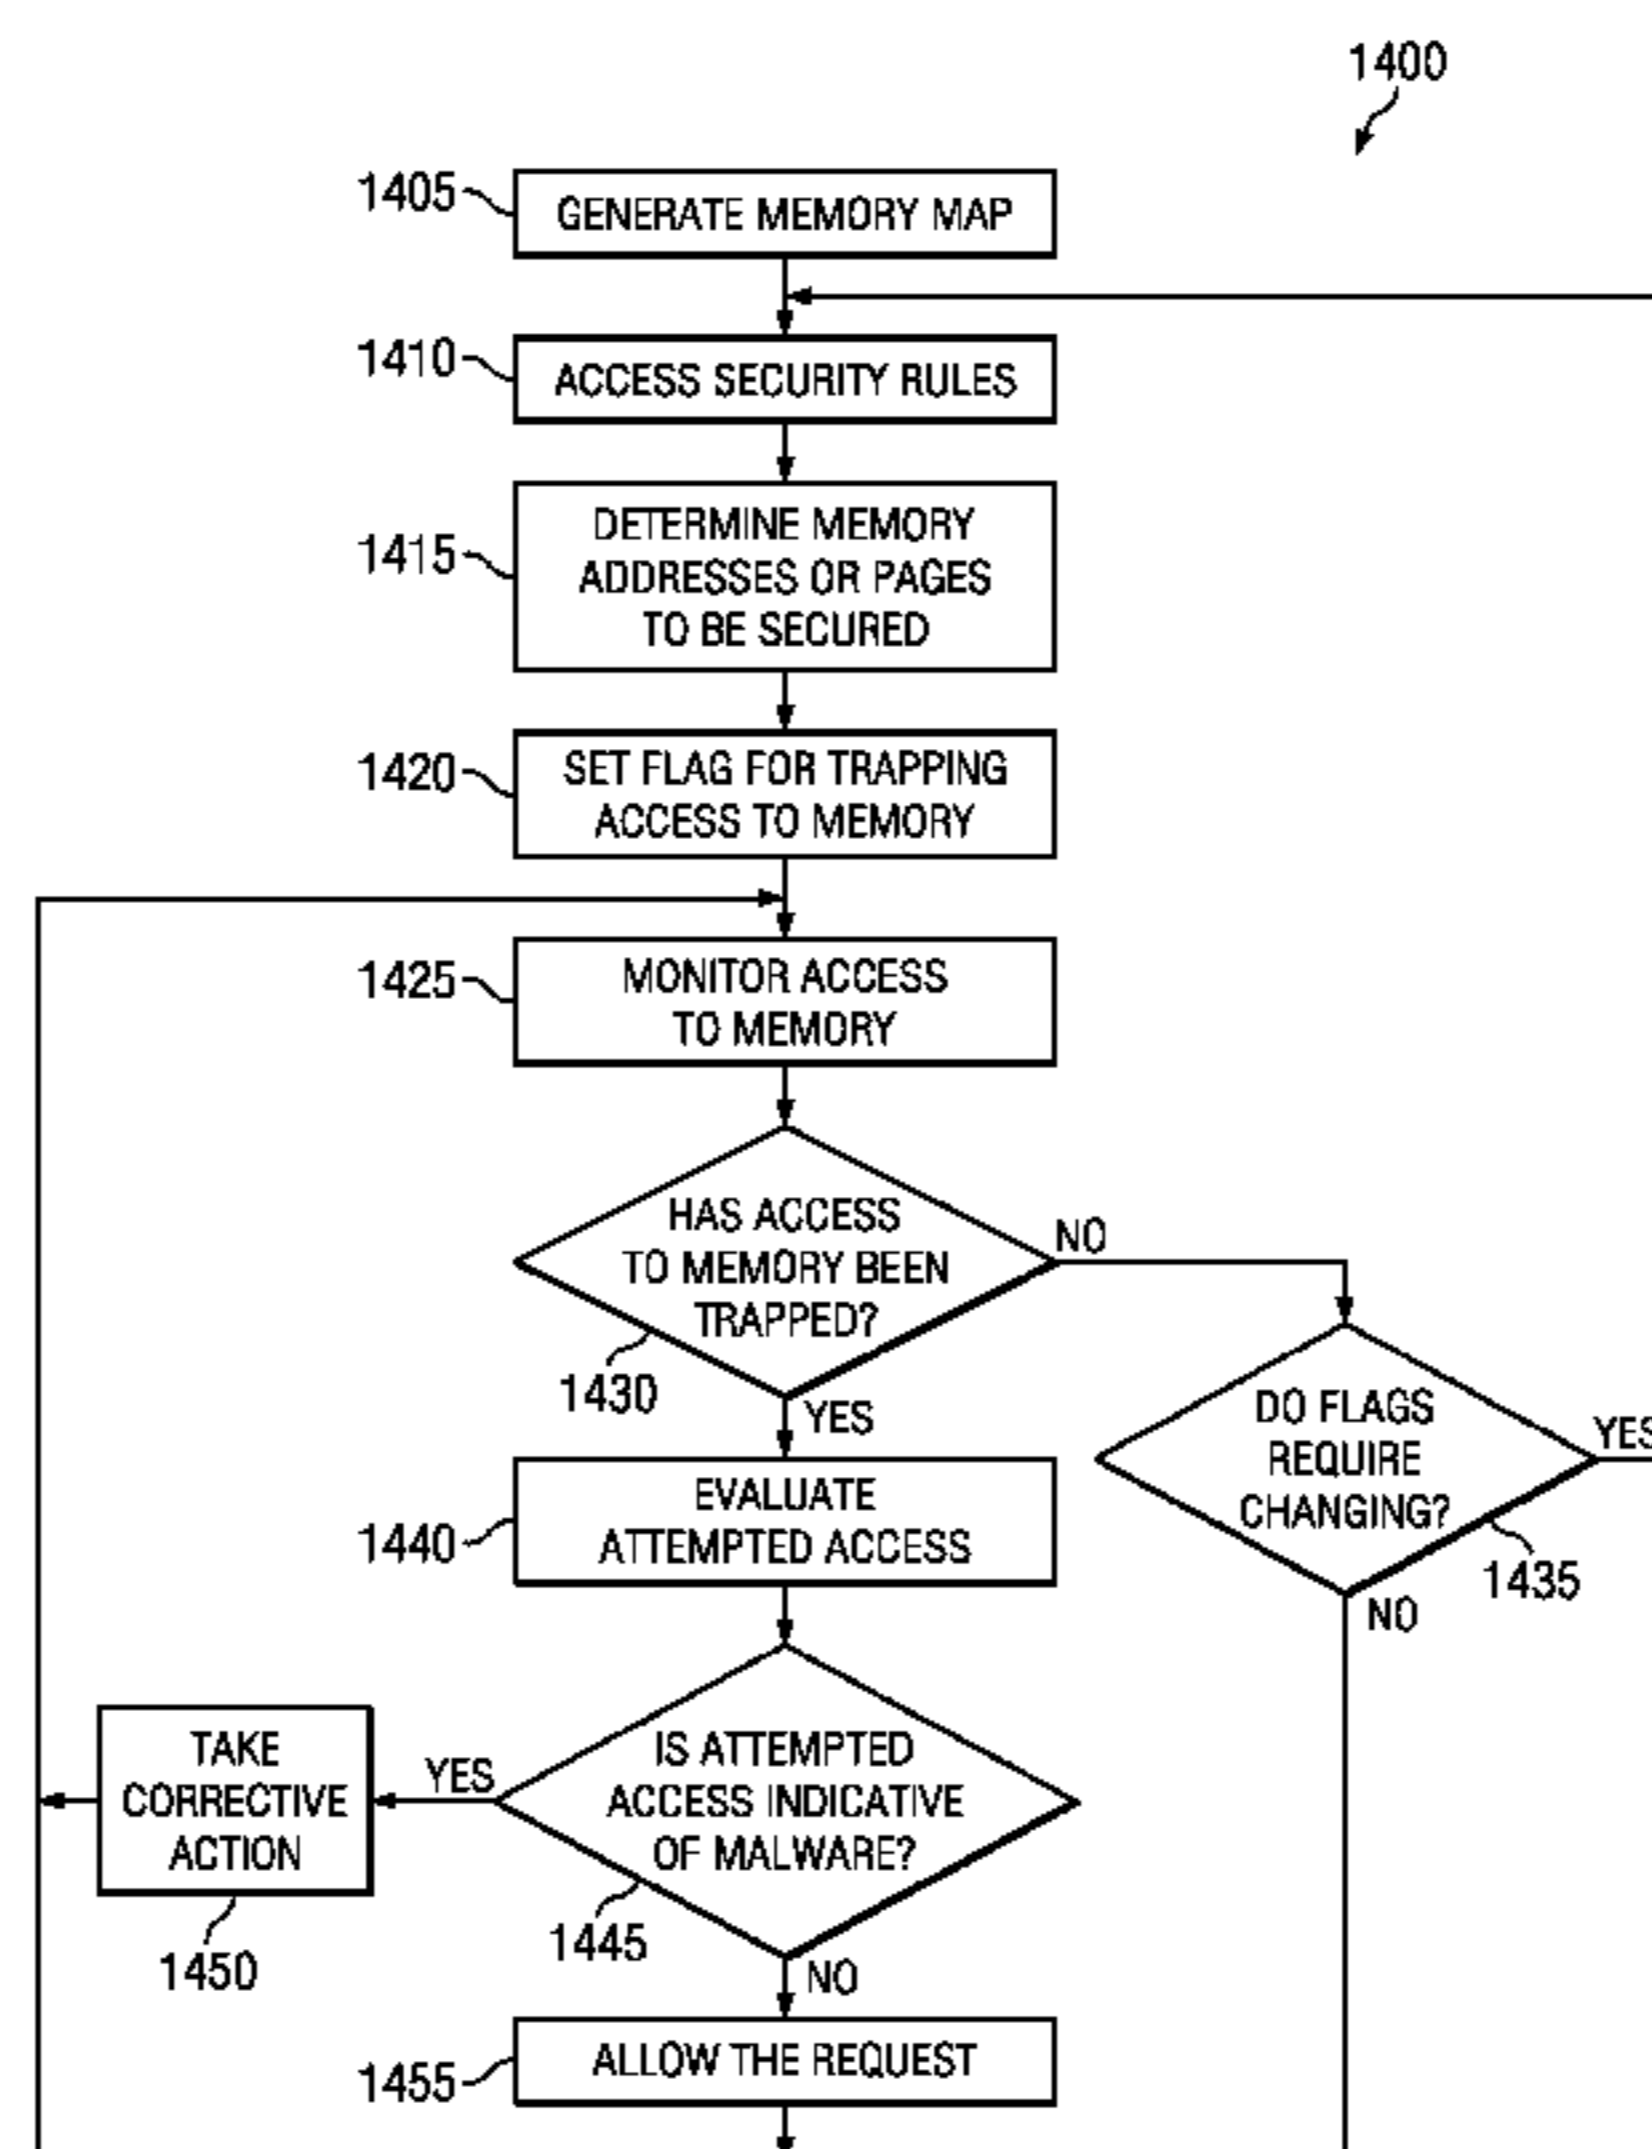 1400
1405
GENERATE MEMORY MAP
1410
ACCESS SECURITY RULES
1415
DETERMINE MEMORY
ADDRESSES OR PAGES
TO BE SECURED
1420
SET FLAG FOR TRAPPING
ACCESS TO MEMORY
1425
MONITOR ACCESS
TO MEMORY
HAS ACCESS
TO MEMORY BEEN
TRAPPED?
NO
1430
YES
DO FLAGS
REQUIRE
CHANGING?
YES
1435
NO
1440
EVALUATE
ATTEMPTED ACCESS
IS ATTEMPTED
ACCESS INDICATIVE
OF MALWARE?
YES
TAKE
CORRECTIVE
ACTION
1450
1445
NO
1455
ALLOW THE REQUEST